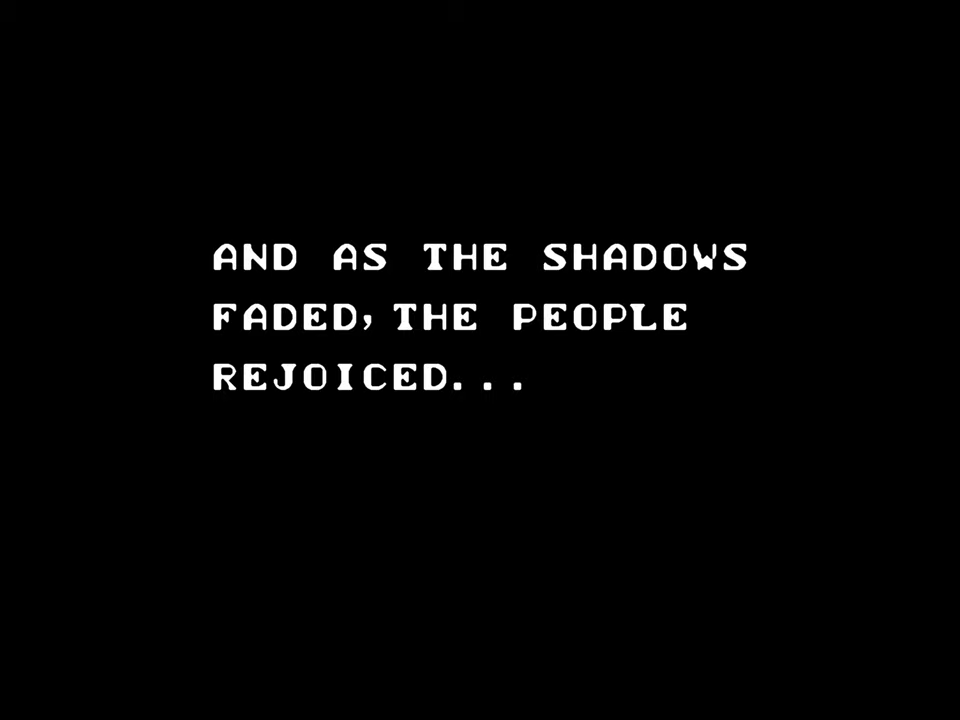 AND AS THE SHADOWS
FADED, THE PEOPLE
REJOICED...